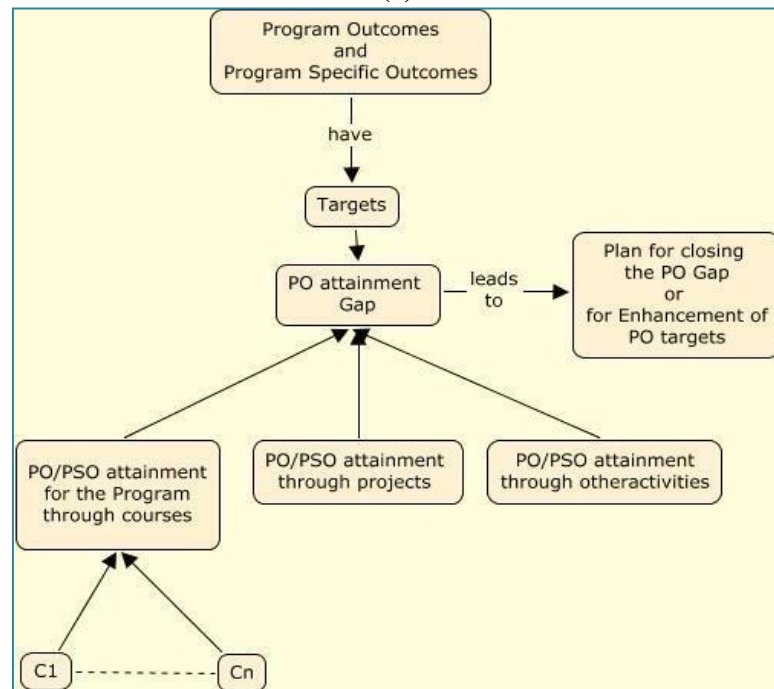 Program Outcomes
and
Program Specific Outcomes
have
Targets
PO attainment
Gap
leads
to
Plan for closing
the PO Gap
or
for Enhancement of
PO targets
PO/PSO attainment
for the Program
through courses
PO/PSO attainment
through projects
PO/PSO attainment
through otheractivities
C1
Cn